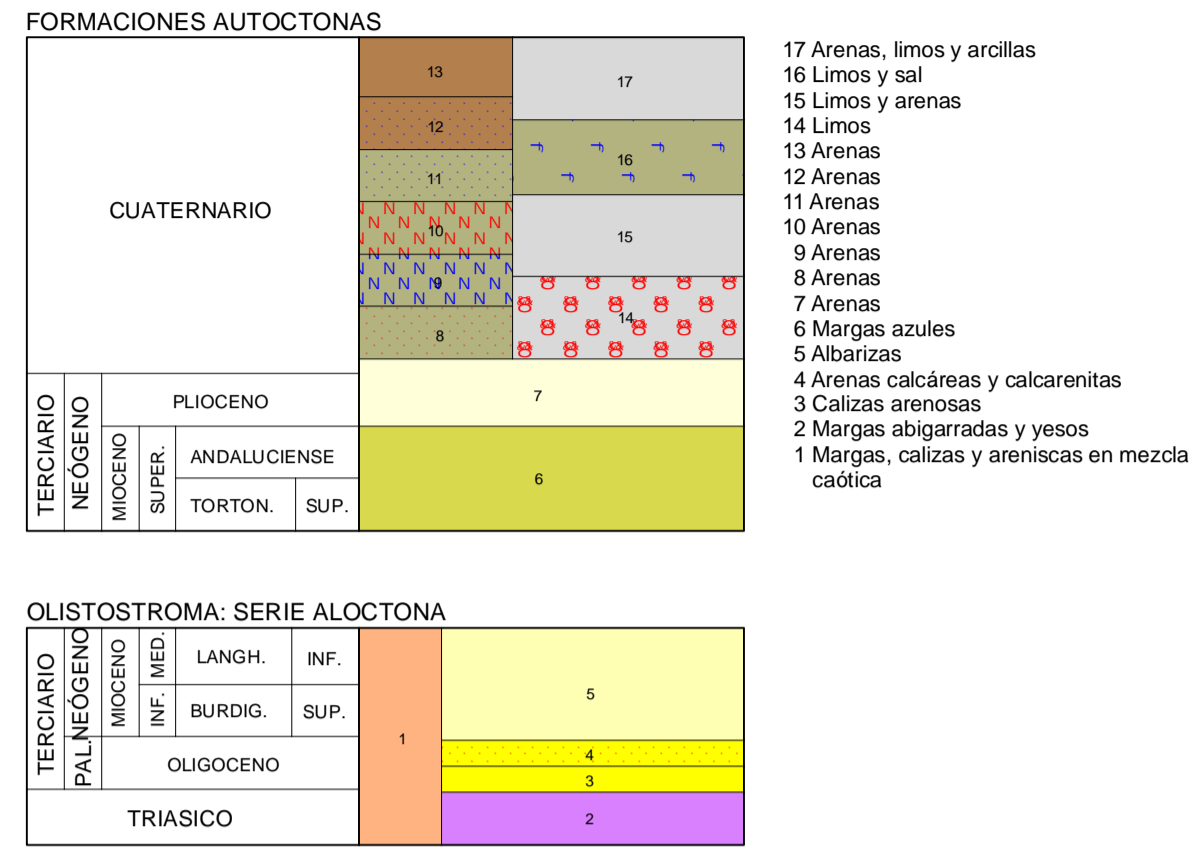 FORMACIONES AUTOCTONAS
CUATERNARIO
TERCIARIO
NEÓGENO
PLIOCENO
MIOCENO
SUPER.
ANDALUCIENSE
TORTON.
SUP.
13
12
11
10
9
8
17
16
15
14
7
6
17 Arenas, limos y arcillas
16 Limos y sal
15 Limos y arenas
14 Limos
13 Arenas
12 Arenas
11 Arenas
10 Arenas
9 Arenas
8 Arenas
7 Arenas
6 Margas azules
5 Albarizas
4 Arenas calcáreas y calcarenitas
3 Calizas arenosas
2 Margas abigarradas y yesos
1 Margas, calizas y areniscas en mezcla
caótica
OLISTOSTROMA: SERIE ALOCTONA
TERCIARIO
NEÓGENO
PAL.
MIOCENO
MED.
INF.
LANGH.
INF.
BURDIG.
SUP.
OLIGOCENO
TRIASICO
1
5
4
3
2